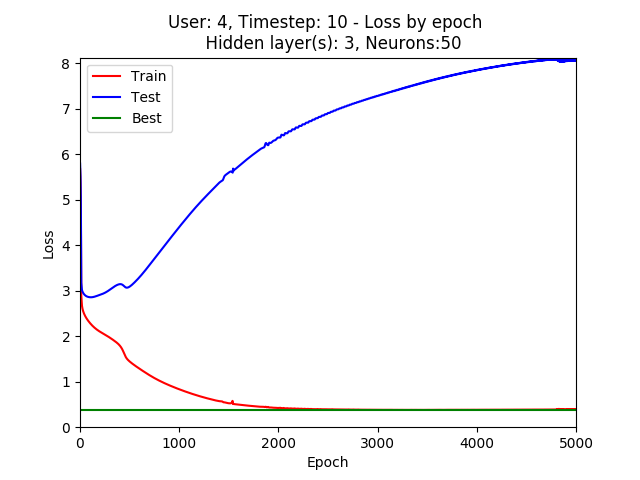 User: 4, Timestep: 10 - Loss by epoch
Hidden layer(s): 3, Neurons:50
Train
Test
Best
8
7
6
5
4
3
2
1
0
Loss
0 1000 2000 3000 4000 5000
Epoch